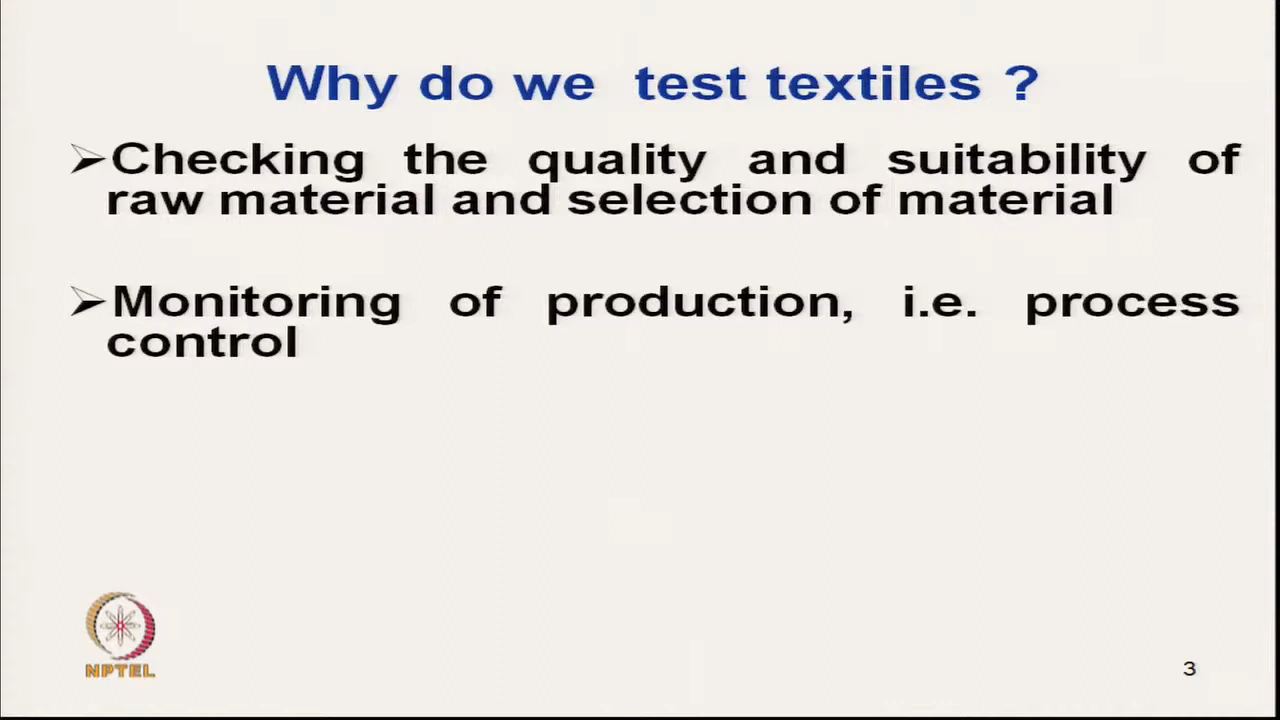 Why do we test textiles ?
➢Checking the quality and suitability of
raw material and selection of material
➢Monitoring of production, i.e. process
control
NPTEL
3